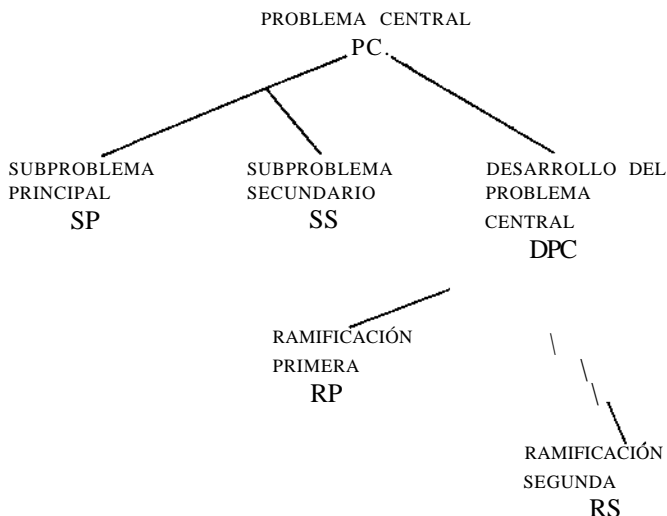 PROBLEMA CENTRAL
PC.
SUBPROBLEMA
PRINCIPAL
SP
SUBPROBLEMA
SECUNDARIO
SS
DESARROLLO DEL
PROBLEMA
CENTRAL
DPC
RAMIFICACIÓN
PRIMERA
RP
RAMIFICACIÓN
SEGUNDA
RS